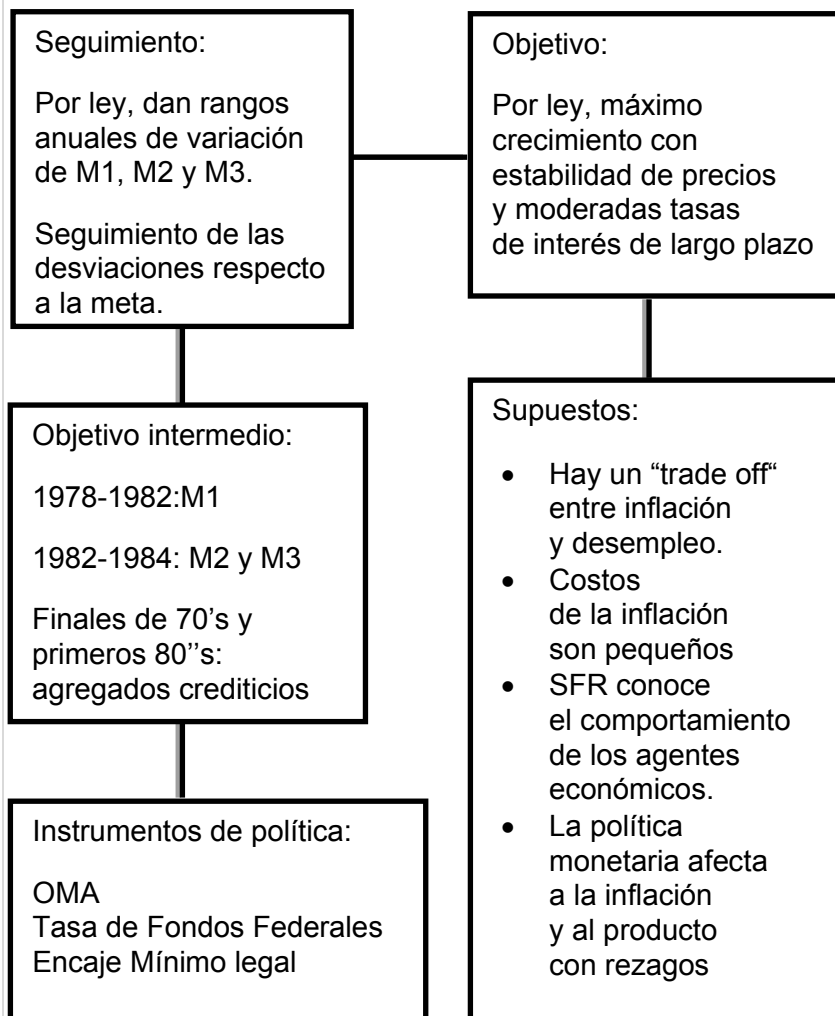 Seguimiento:
Por ley, dan rangos
anuales de variación
de M1, M2 y M3.
Seguimiento de las
desviaciones respecto
a la meta.
Objetivo:
Por ley, máximo
crecimiento con
estabilidad de precios
y moderadas tasas
de interés de largo plazo
Objetivo intermedio:
1978-1982:M1
1982-1984: M2 y M3
Finales de 70’s y
primeros 80’’s:
agregados crediticios
Supuestos:
• Hay un “trade off“
entre inflación
y desempleo.
• Costos
de la inflación
son pequeños
• SFR conoce
el comportamiento
de los agentes
económicos.
• La política
monetaria afecta
a la inflación
y al producto
con rezagos
Instrumentos de política:
OMA
Tasa de Fondos Federales
Encaje Mínimo legal